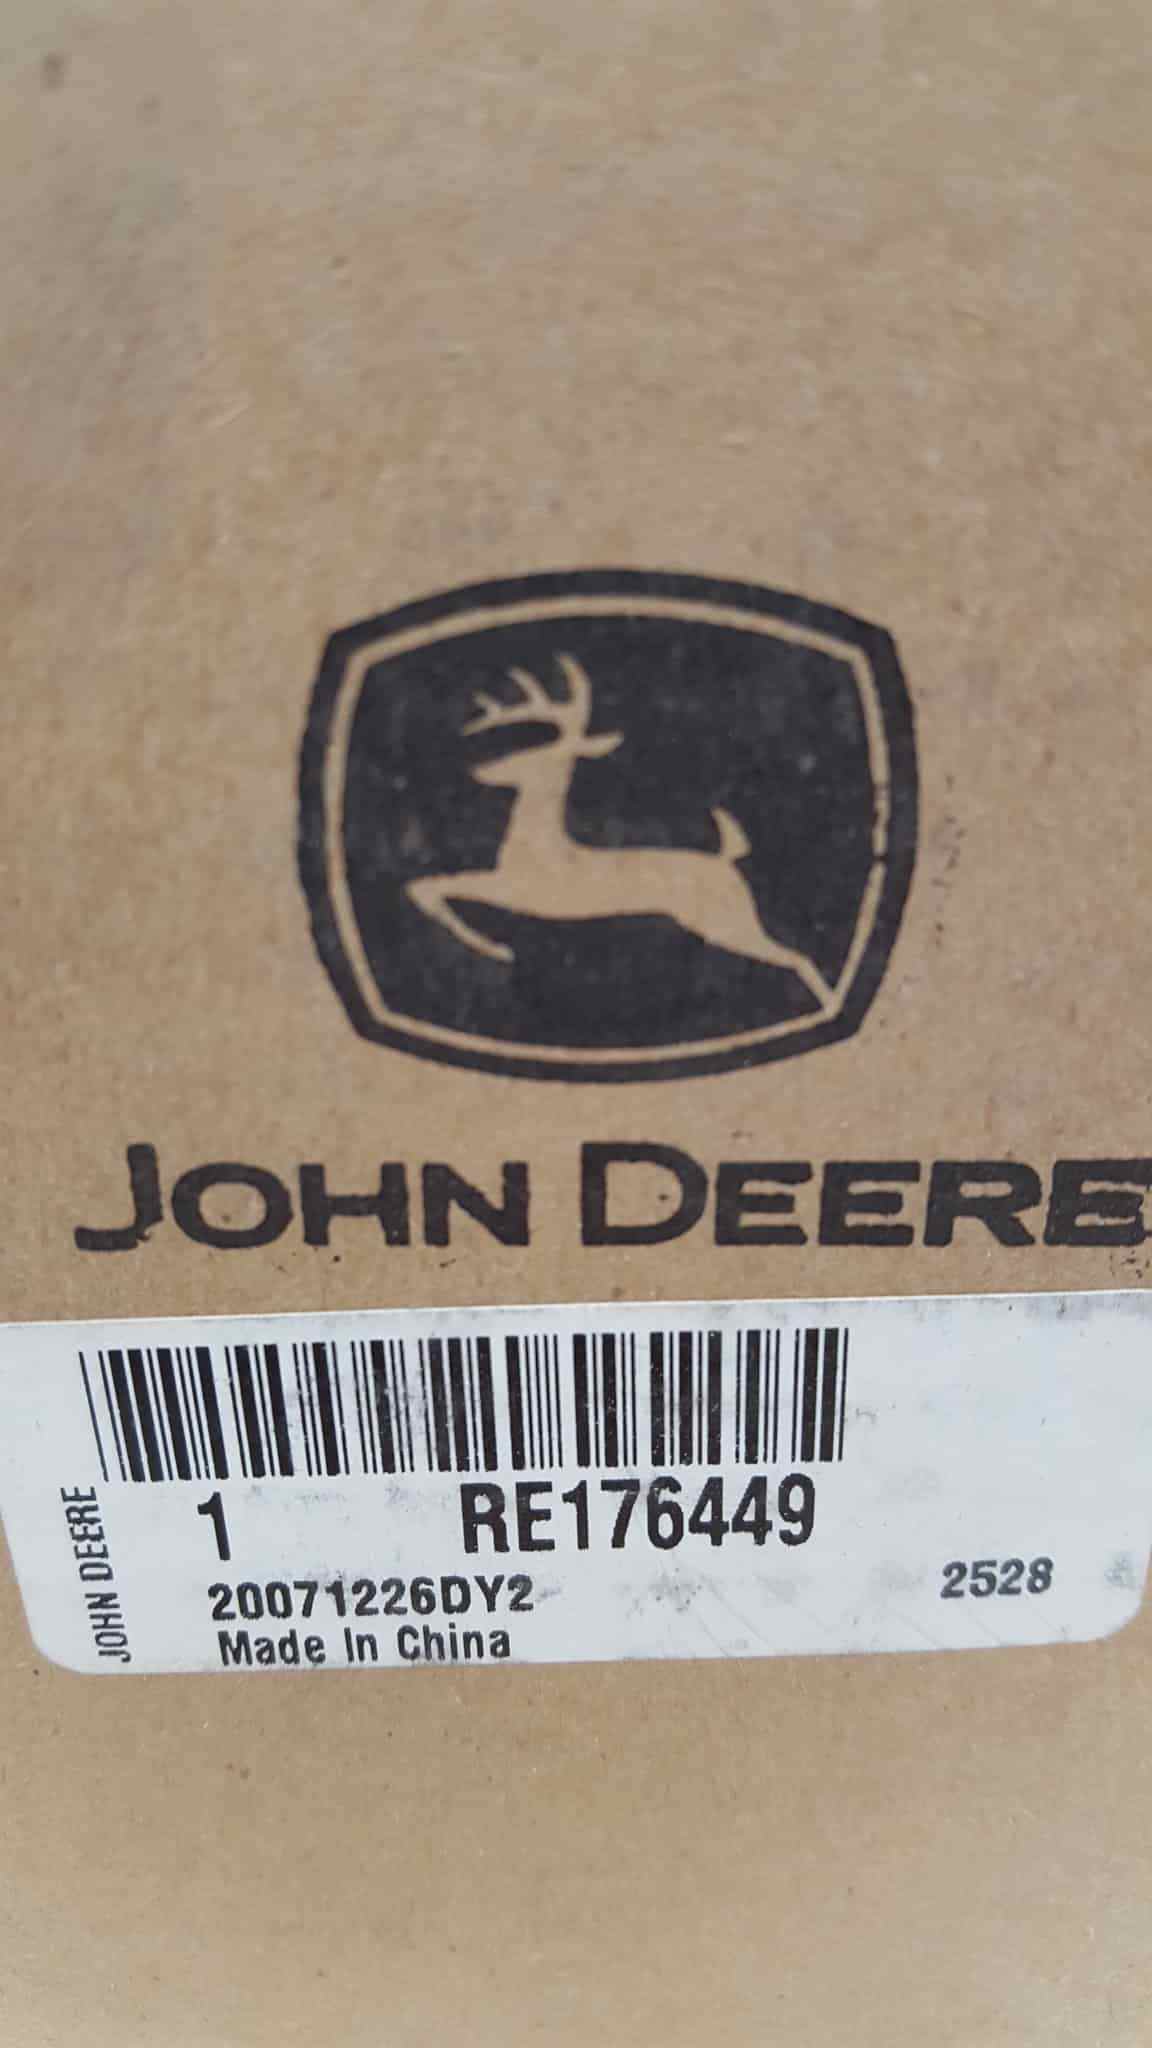 JOHN DEERE
JOHN DEERE
1 RE176449
20071226DY2 2528
Made In China